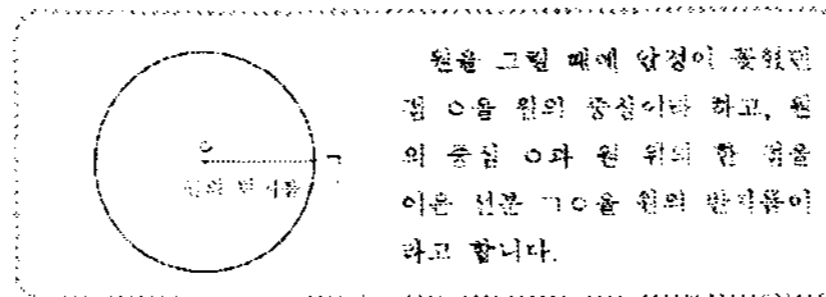 ㅇ
ㄱ
원의 반지름
원을 그릴 때에 압정이 꽂혔던
점 ㅇ을 원의 중심이라 하고, 원
의 중심 ㅇ과 원 위의 한 점을
이은 선분 ㄱㅇ을 원의 반지름이
라고 합니다.